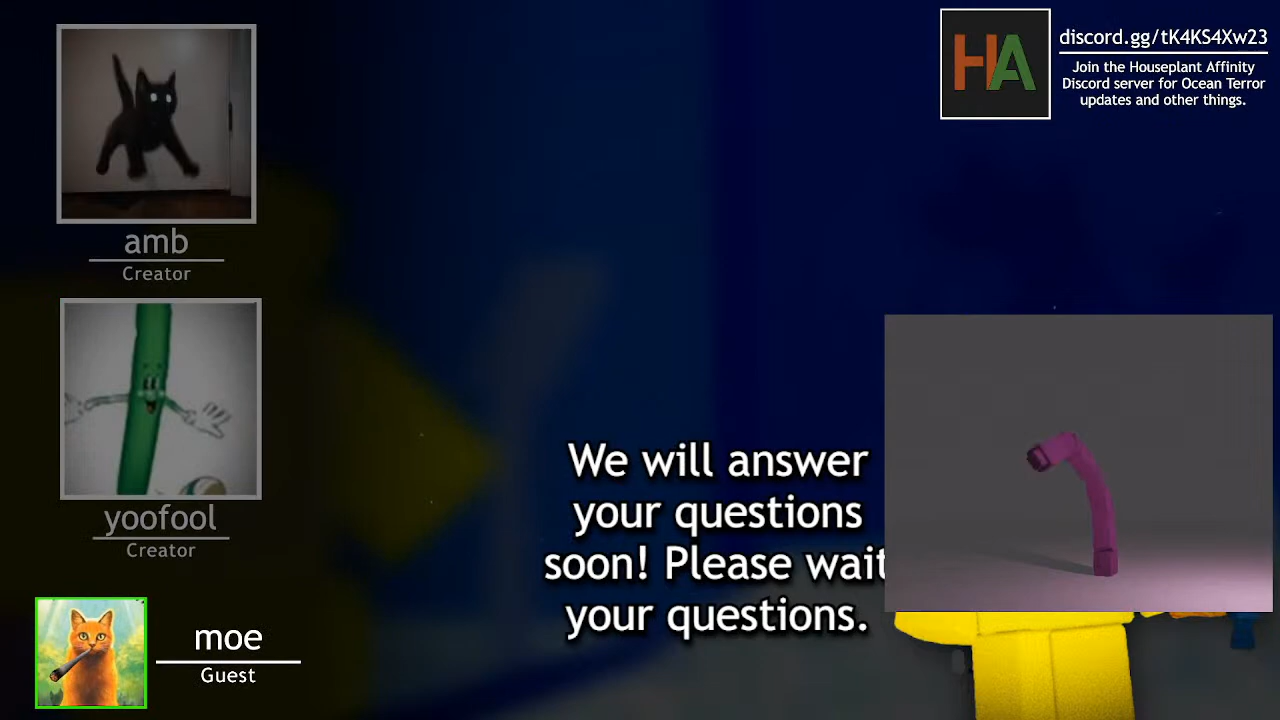 HA
discord.gg/tK4KS4Xw23
Join the Houseplant Affinity
Discord server for Ocean Terror
updates and other things.
amb
Creator
yoofool
Creator
moe
Guest
We will answer
your questions
soon! Please wait
your questions.